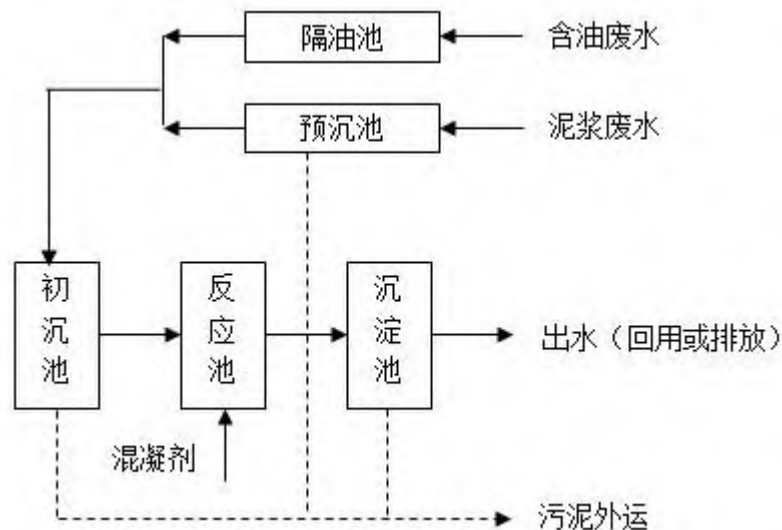 隔油池
含油废水
预沉池
泥浆废水
初沉池
反应池
沉淀池
出水（回用或排放）
混凝剂
污泥外运